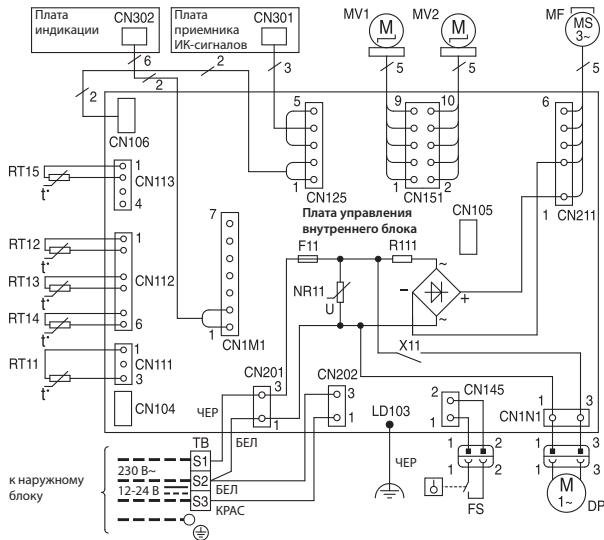 Плата индикации
CN302
Плата приемника ИК-сигналов
CN301
MV1
M
MV2
M
MF
MS
3~
6
2
2
3
5
5
5
2
CN106
5
1
CN125
9
10
1
2
CN151
6
1
CN211
RT15
t°
1
4
CN113
7
1
CN1M1
Плата управления внутреннего блока
CN105
RT12
t°
RT13
t°
RT14
t°
1
6
CN112
F11
R111
NR11
U
~
-
+
~
RT11
t°
1
3
CN111
X11
CN104
CN201
3
1
CN202
3
1
CN145
2
1
CN1N1
1
3
ЧЕР
БЕЛ
LD103
ЧЕР
TB
S1
S2
S3
230 В~
12-24 В
БЕЛ
КРАС
к наружному блоку
1
2
1
2
FS
1
3
1
3
M
1~
DP